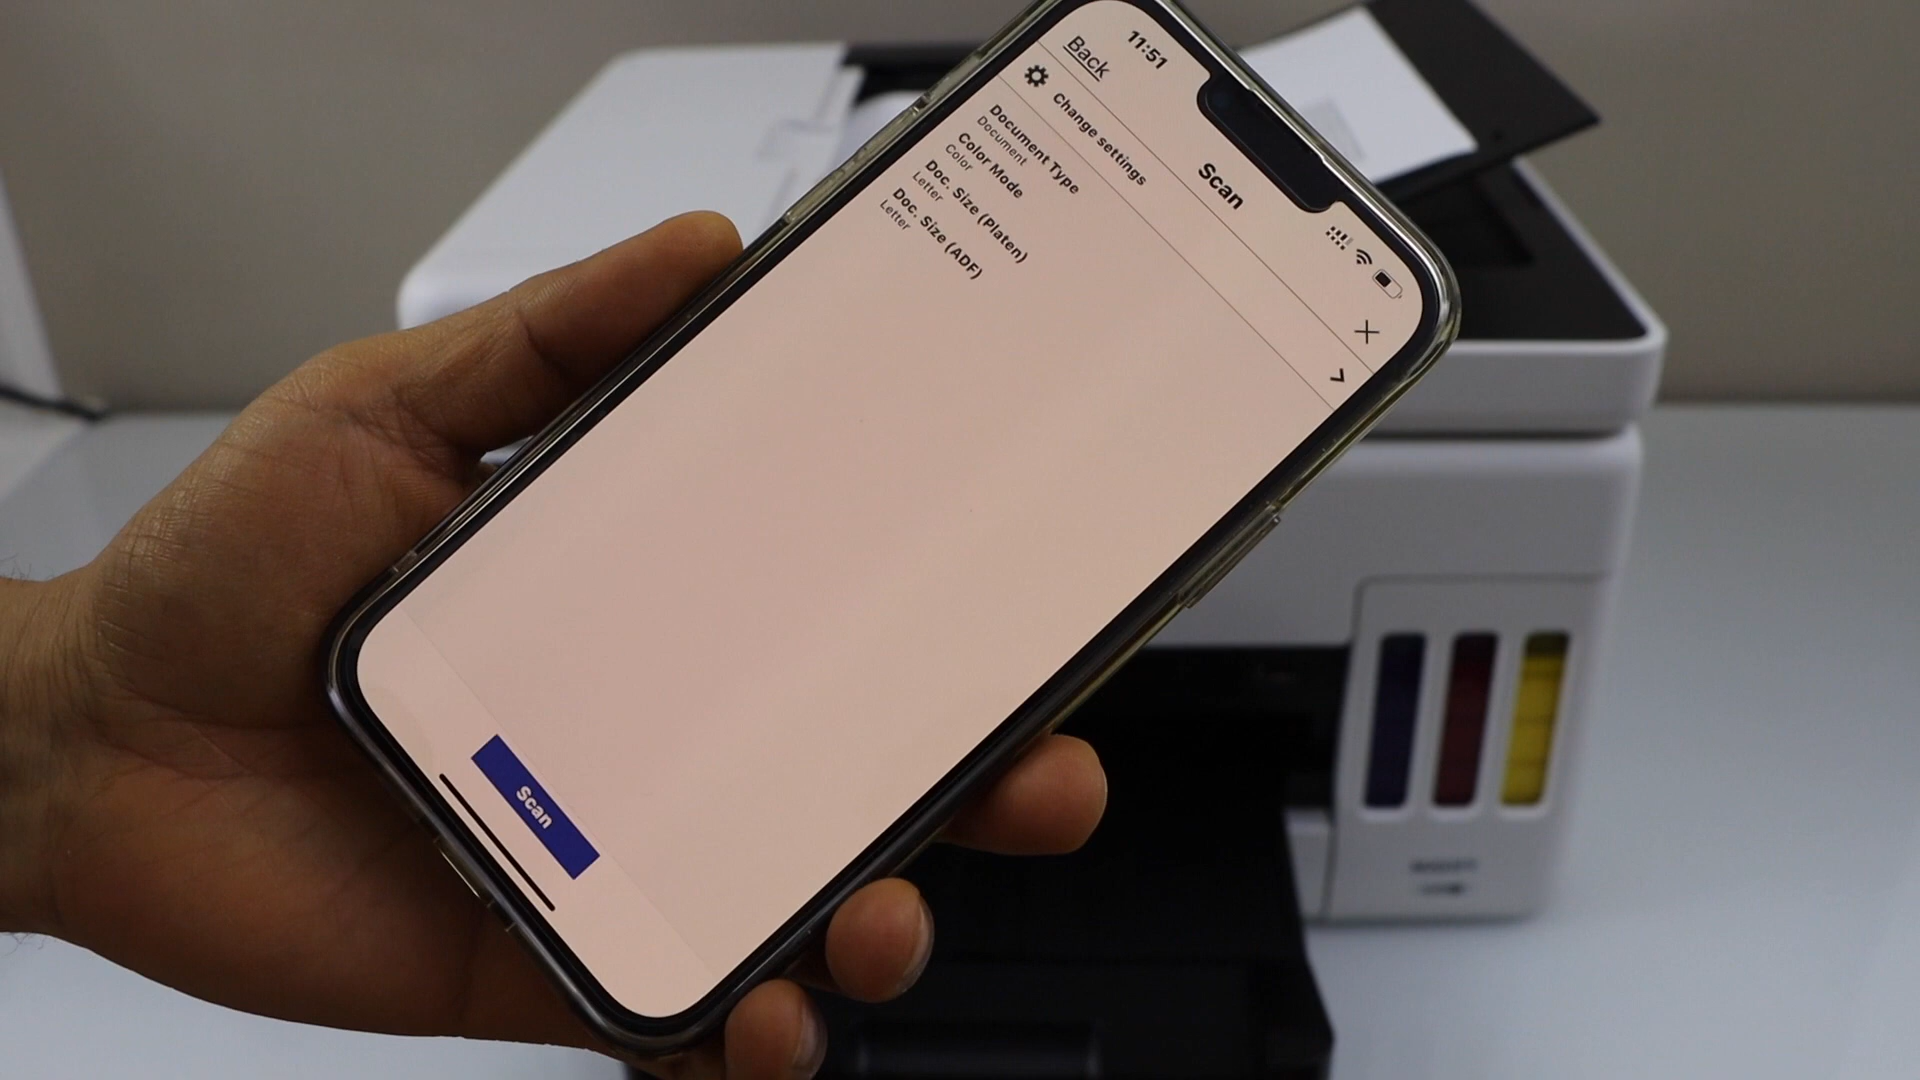 11:51
Back
Scan
Change settings
Document Type
Document
Color Mode
Color
Doc. Size (Platen)
Letter
Doc. Size (ADF)
Letter
Scan